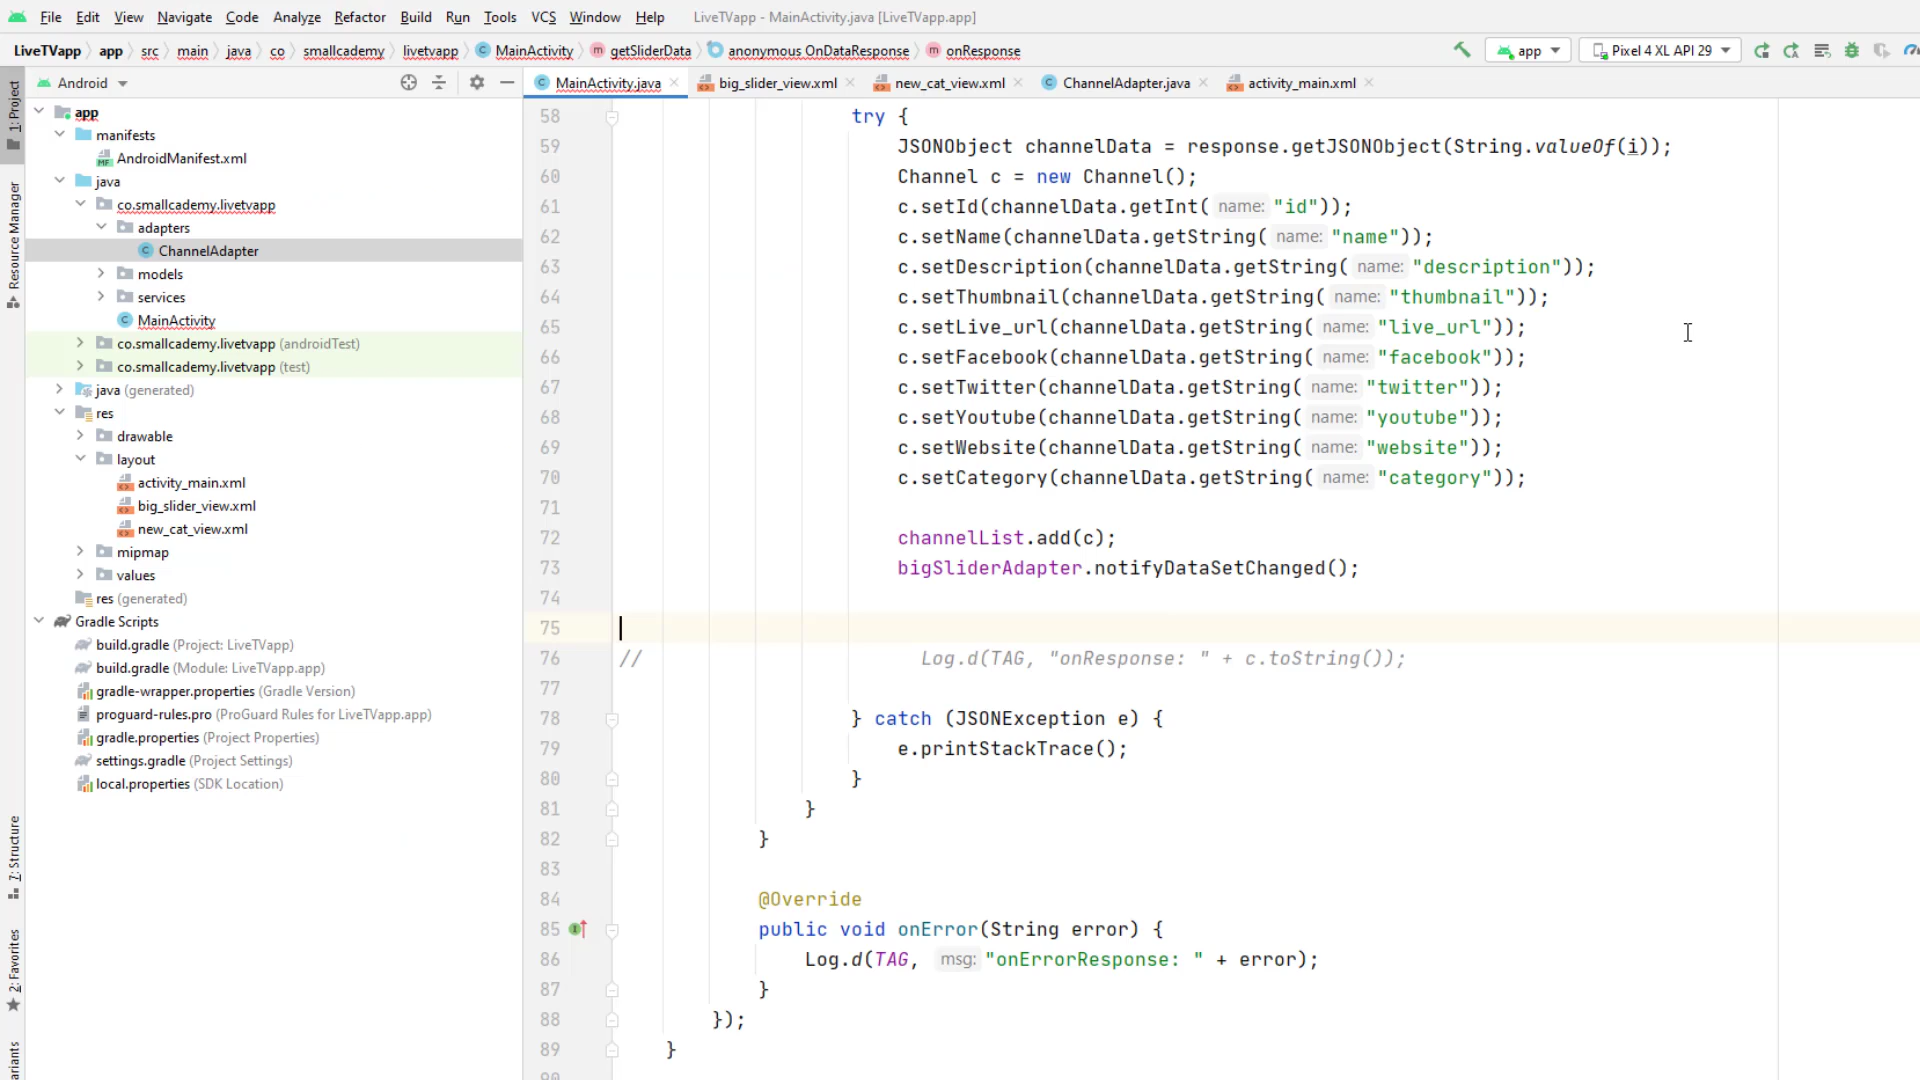 File Edit View Navigate Code Analyze Refactor Build Run Tools VCS Window Help LiveTVapp - MainActivity.java [LiveTVapp.app]
LiveTVapp app src main java co smallcademy livetvapp MainActivity getSliderData anonymous OnDataResponse onResponse app Pixel 4 XL API 29
Android
MainActivity.java big_slider_view.xml new_cat_view.xml ChannelAdapter.java activity_main.xml
1: Project
Resource Manager
7: Structure
2: Favorites
app
manifests
AndroidManifest.xml
java
co.smallcademy.livetvapp
adapters
ChannelAdapter
models
services
MainActivity
co.smallcademy.livetvapp (androidTest)
co.smallcademy.livetvapp (test)
java (generated)
res
drawable
layout
activity_main.xml
big_slider_view.xml
new_cat_view.xml
mipmap
values
res (generated)
Gradle Scripts
build.gradle (Project: LiveTVapp)
build.gradle (Module: LiveTVapp.app)
gradle-wrapper.properties (Gradle Version)
proguard-rules.pro (ProGuard Rules for LiveTVapp.app)
gradle.properties (Project Properties)
settings.gradle (Project Settings)
local.properties (SDK Location)
58 try {
59 JSONObject channelData = response.getJSONObject(String.valueOf(i));
60 Channel c = new Channel();
61 c.setId(channelData.getInt( name: "id"));
62 c.setName(channelData.getString( name: "name"));
63 c.setDescription(channelData.getString( name: "description"));
64 c.setThumbnail(channelData.getString( name: "thumbnail"));
65 c.setLive_url(channelData.getString( name: "live_url"));
66 c.setFacebook(channelData.getString( name: "facebook"));
67 c.setTwitter(channelData.getString( name: "twitter"));
68 c.setYoutube(channelData.getString( name: "youtube"));
69 c.setWebsite(channelData.getString( name: "website"));
70 c.setCategory(channelData.getString( name: "category"));
71
72 channelList.add(c);
73 bigSliderAdapter.notifyDataSetChanged();
74
75
76 // Log.d(TAG, "onResponse: " + c.toString());
77
78 } catch (JSONException e) {
79 e.printStackTrace();
80 }
81 }
82 }
83
84 @Override
85 public void onError(String error) {
86 Log.d(TAG, msg: "onErrorResponse: " + error);
87 }
88 });
89 }